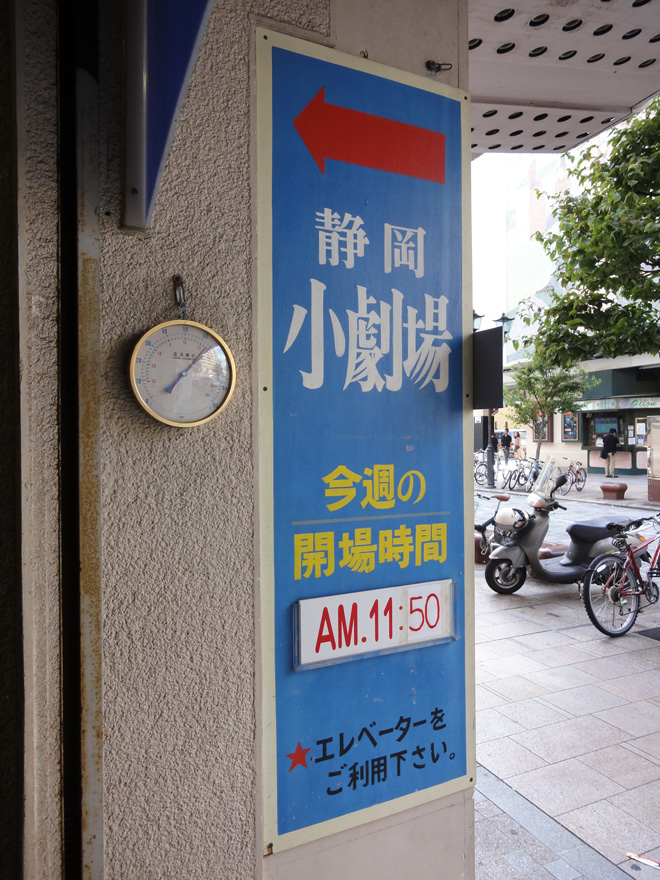 静岡
小劇場
今週の
開場時間
AM.11:50
★エレベーターを
ご利用下さい。